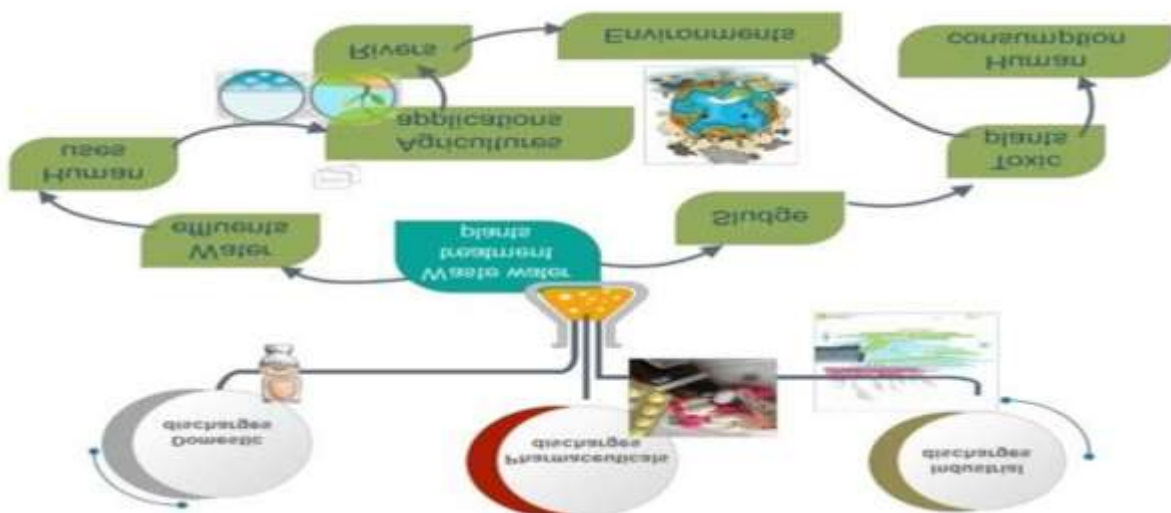 Domestic
discharges
Pharmaceuticals
discharges
Industrial
discharges
Waste water
treatment
plants
Water
effluents
Sludge
Human
uses
Agricultures
applications
Toxic
plants
Rivers
Environments
Human
consumption